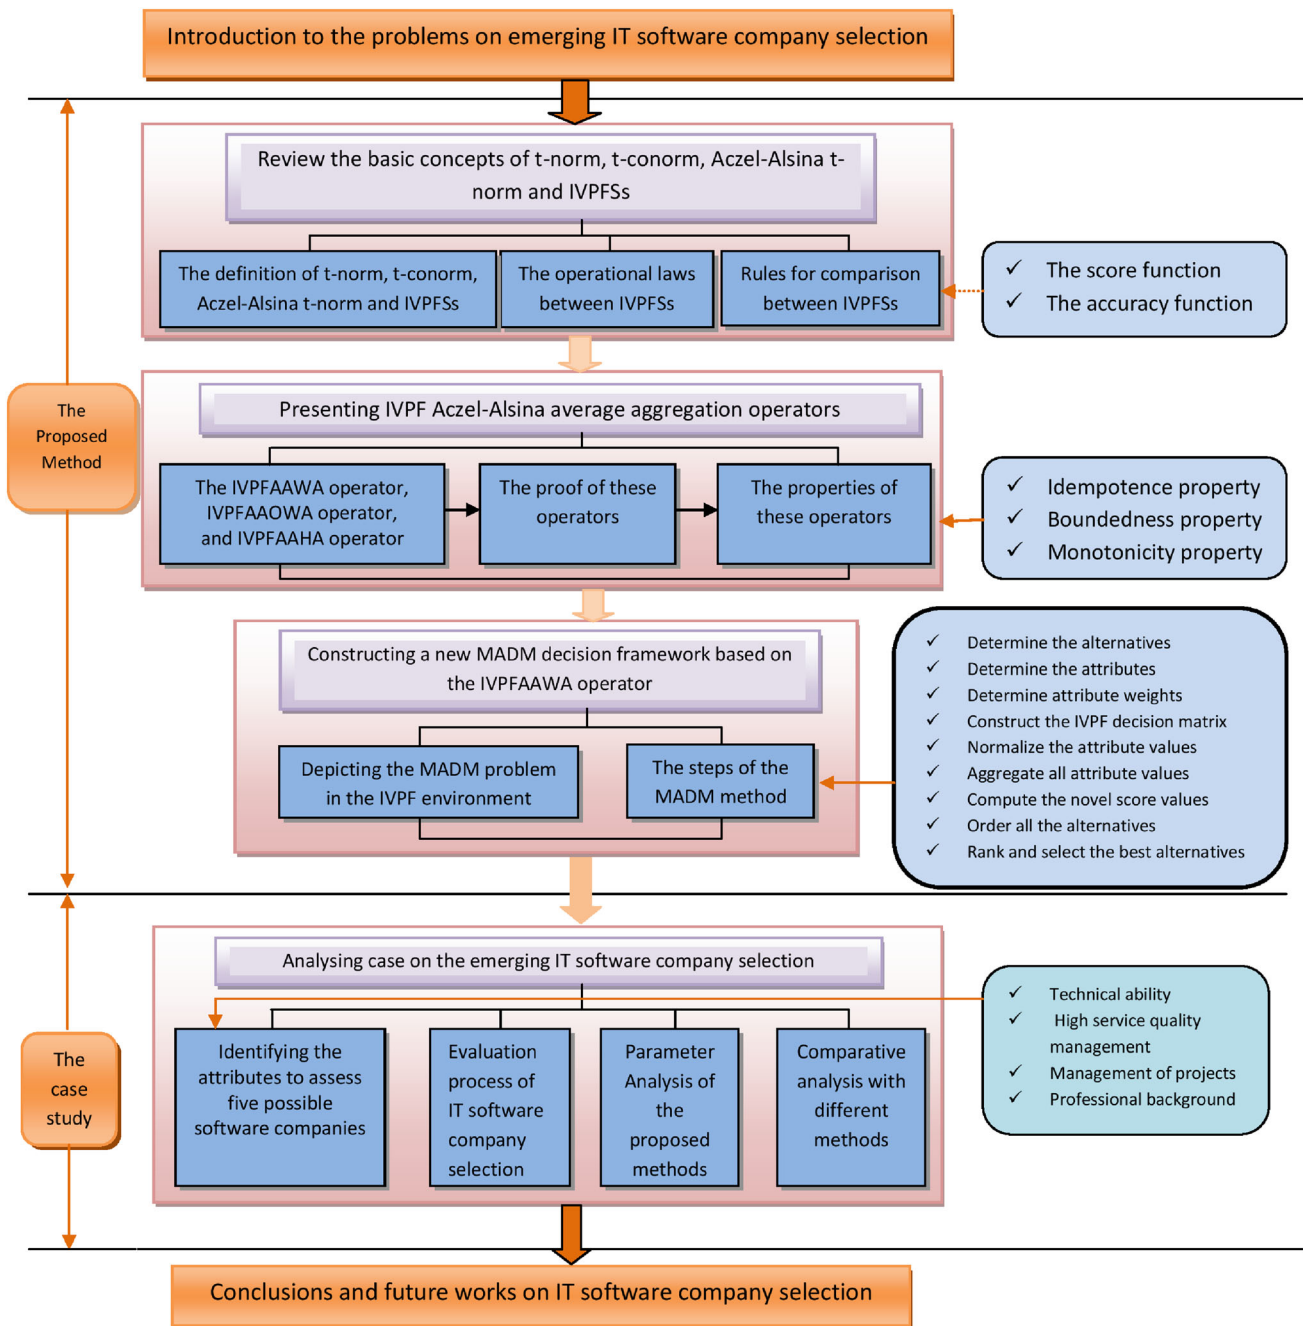 Introduction to the problems on emerging IT software company selection
Review the basic concepts of t-norm, t-conorm, Aczel-Alsina t-
norm and IVPFSs
The definition of t-norm, t-conorm,
Aczel-Alsina t-norm and IVPFSs
The operational laws
between IVPFSs
Rules for comparison
between IVPFSs
✓ The score function
✓ The accuracy function
The
Proposed
Method
Presenting IVPF Aczel-Alsina average aggregation operators
The IVPFAAWA operator,
IVPFAAOWA operator,
and IVPFAAHA operator
The proof of these
operators
The properties of
these operators
✓ Idempotence property
✓ Boundedness property
✓ Monotonicity property
Constructing a new MADM decision framework based on
the IVPFAAWA operator
Depicting the MADM problem
in the IVPF environment
The steps of the
MADM method
✓ Determine the alternatives
✓ Determine the attributes
✓ Determine attribute weights
✓ Construct the IVPF decision matrix
✓ Normalize the attribute values
✓ Aggregate all attribute values
✓ Compute the novel score values
✓ Order all the alternatives
✓ Rank and select the best alternatives
Analysing case on the emerging IT software company selection
The
case
study
Identifying the
attributes to assess
five possible
software companies
Evaluation
process of
IT software
company
selection
Parameter
Analysis of
the
proposed
methods
Comparative
analysis with
different
methods
✓ Technical ability
✓ High service quality
management
✓ Management of projects
✓ Professional background
Conclusions and future works on IT software company selection